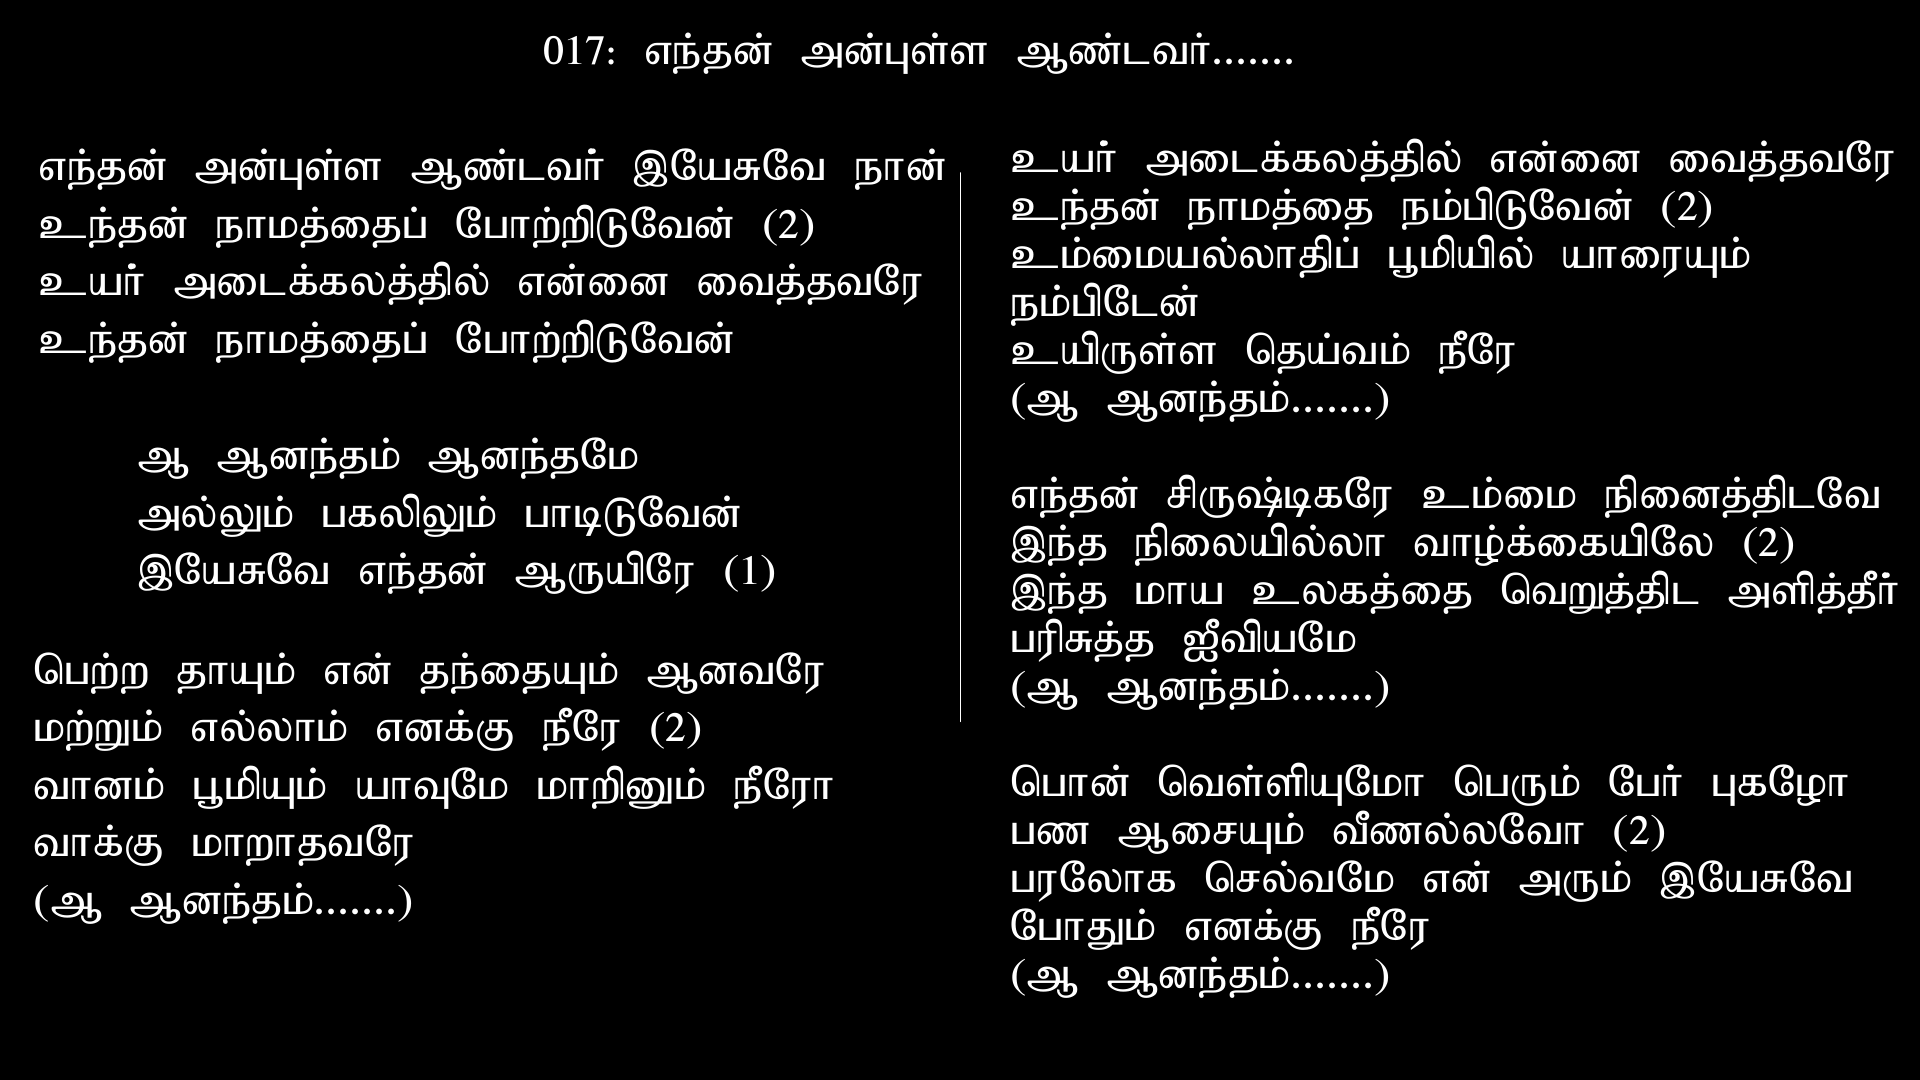 017: எந்தன் அன்புள்ள ஆண்டவர்.......
எந்தன் அன்புள்ள ஆண்டவர் இயேசுவே நான்
உந்தன் நாமத்தைப் போற்றிடுவேன் (2)
உயர் அடைக்கலத்தில் என்னை வைத்தவரே
உந்தன் நாமத்தைப் போற்றிடுவேன்
ஆ ஆனந்தம் ஆனந்தமே
அல்லும் பகலிலும் பாடிடுவேன்
இயேசுவே எந்தன் ஆருயிரே (1)
பெற்ற தாயும் என் தந்தையும் ஆனவரே
மற்றும் எல்லாம் எனக்கு நீரே (2)
வானம் பூமியும் யாவுமே மாறினும் நீரோ
வாக்கு மாறாதவரே
(ஆ ஆனந்தம்.......)
உயர் அடைக்கலத்தில் என்னை வைத்தவரே
உந்தன் நாமத்தை நம்பிடுவேன் (2)
உம்மையல்லாதிப் பூமியில் யாரையும்
நம்பிடேன்
உயிருள்ள தெய்வம் நீரே
(ஆ ஆனந்தம்.......)
எந்தன் சிருஷ்டிகரே உம்மை நினைத்திடவே
இந்த நிலையில்லா வாழ்க்கையிலே (2)
இந்த மாய உலகத்தை வெறுத்திட அளித்தீர்
பரிசுத்த ஜீவியமே
(ஆ ஆனந்தம்.......)
பொன் வெள்ளியுமோ பெரும் பேர் புகழோ
பண ஆசையும் வீணல்லவோ (2)
பரலோக செல்வமே என் அரும் இயேசுவே
போதும் எனக்கு நீரே
(ஆ ஆனந்தம்.......)